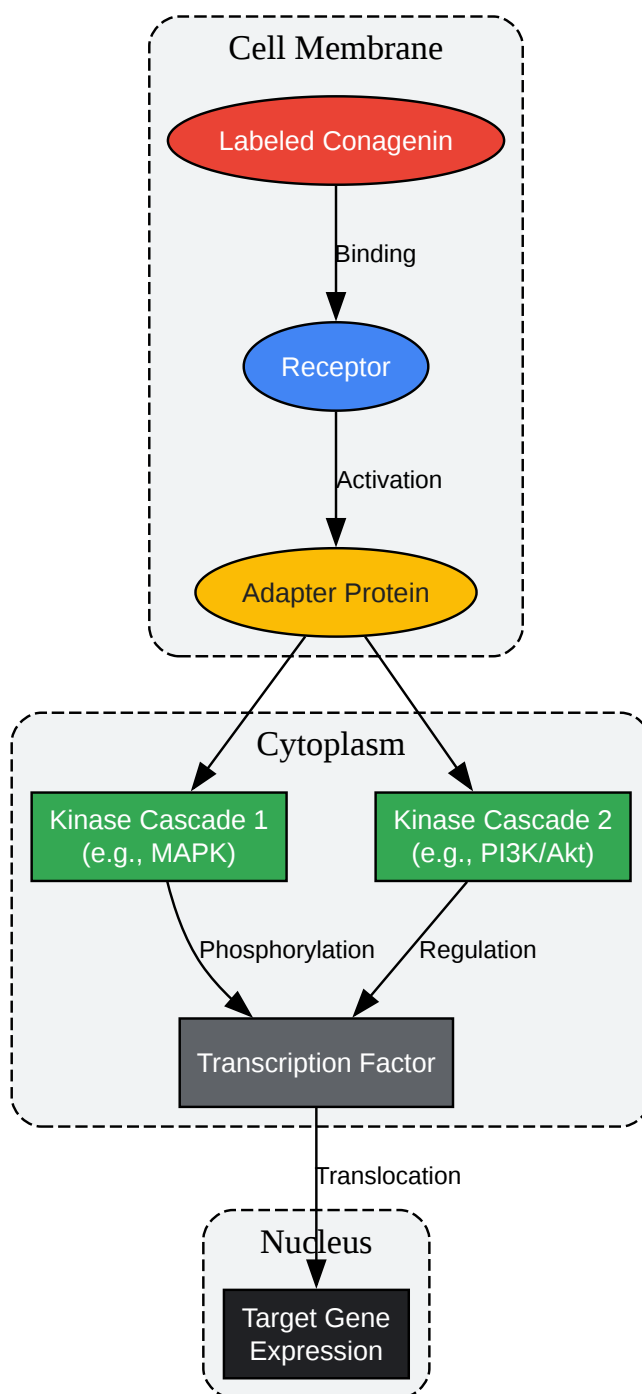 Cell Membrane
Labeled Conagenin
Binding
Receptor
Activation
Adapter Protein
Cytoplasm
Kinase Cascade 1
(e.g., MAPK)
Kinase Cascade 2
(e.g., PI3K/Akt)
Phosphorylation
Regulation
Transcription Factor
Translocation
Nucleus
Target Gene
Expression